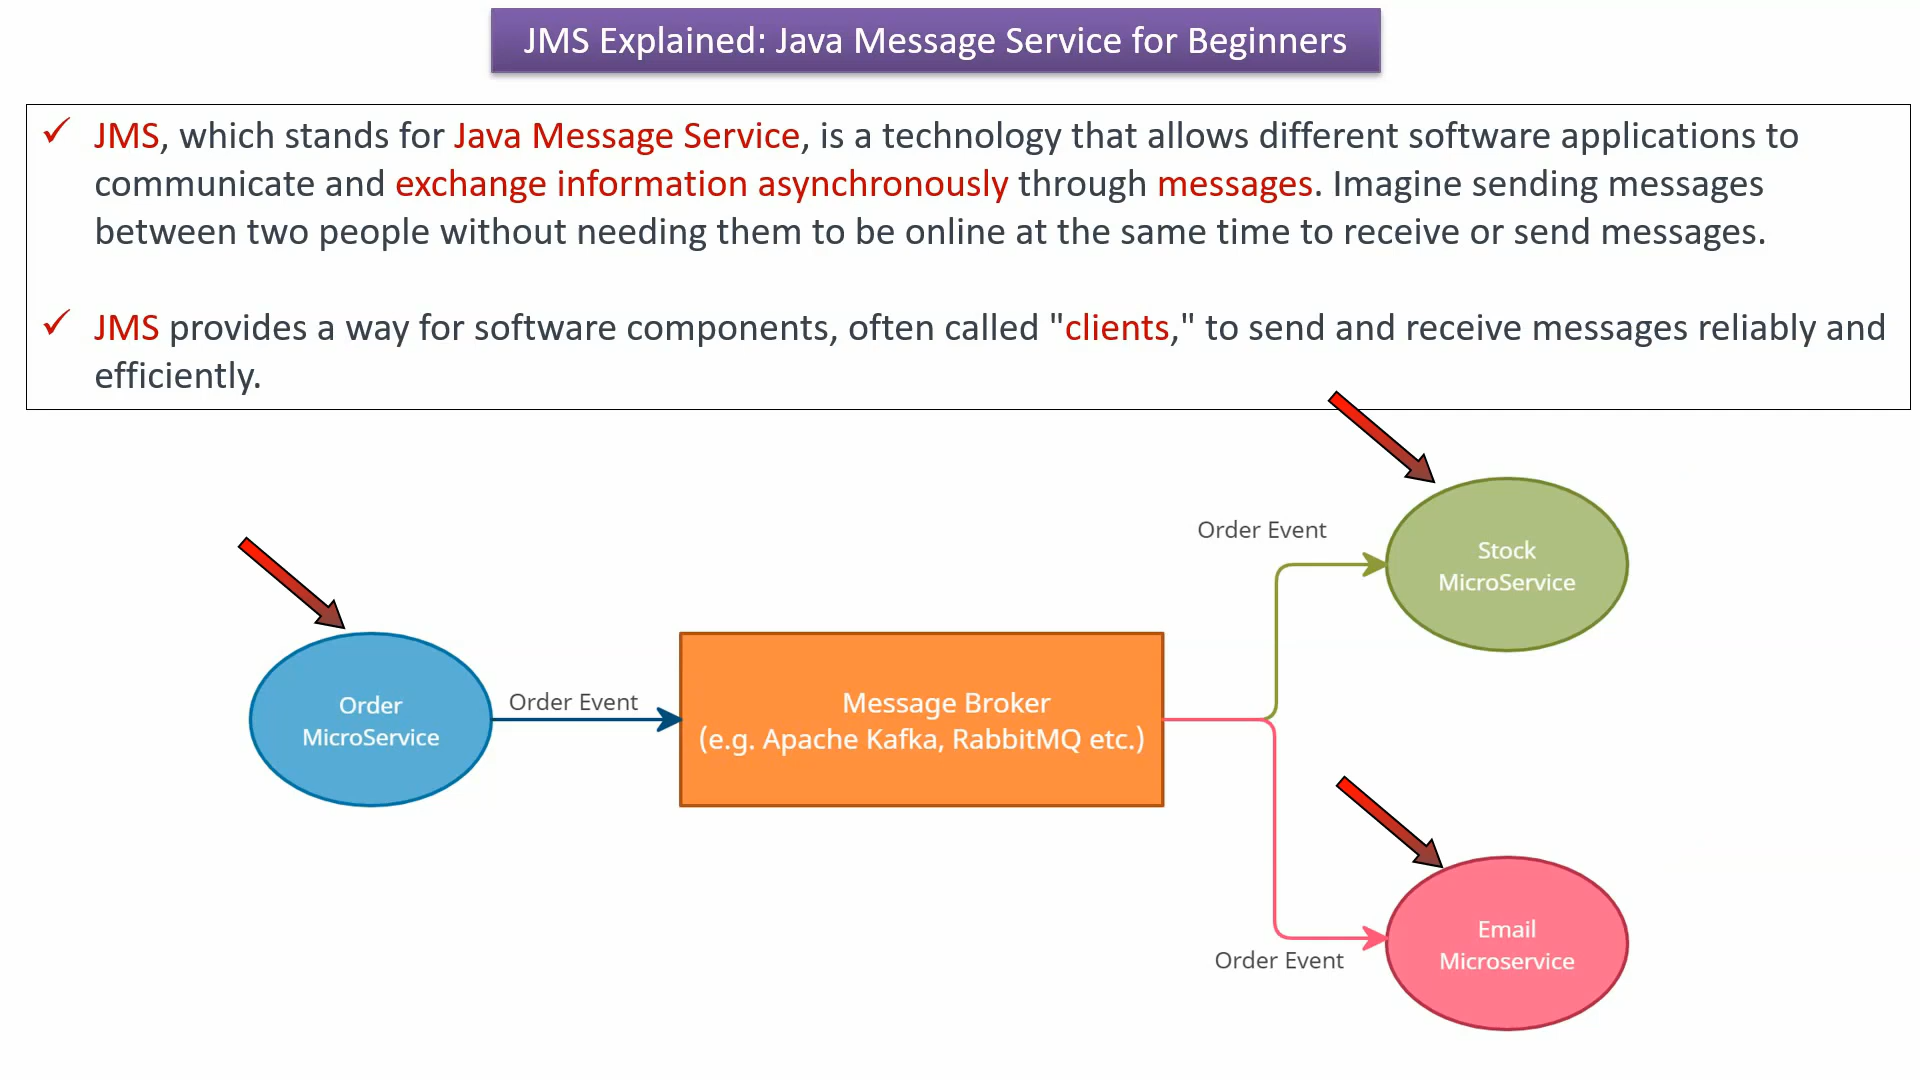 JMS Explained: Java Message Service for Beginners
JMS, which stands for Java Message Service, is a technology that allows different software applications to
communicate and exchange information asynchronously through messages. Imagine sending messages
between two people without needing them to be online at the same time to receive or send messages.
JMS provides a way for software components, often called "clients," to send and receive messages reliably and
efficiently.
Order Event
Stock
MicroService
Order
MicroService
Order Event
Message Broker
(e.g. Apache Kafka, RabbitMQ etc.)
Email
Microservice
Order Event